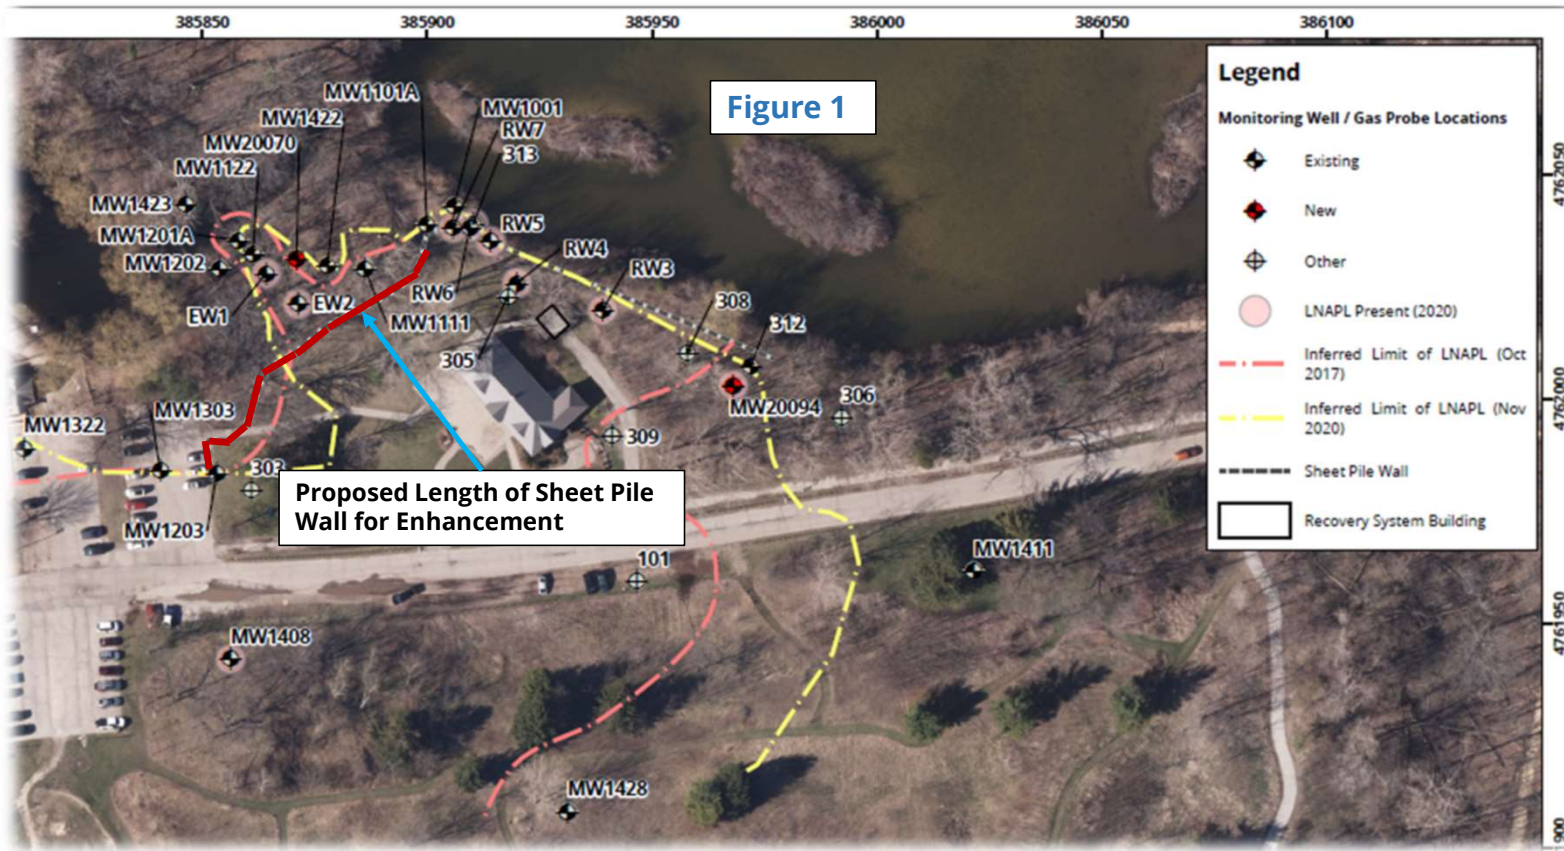 385850
385900
385950
386000
386050
386100
Figure 1
MW1101A
MW1001
MW1422
RW7
MW20070
313
MW1122
MW1423
MW1201A
RW5
MW1202
RW4
RW3
EW1
EW2
RW6
MW1111
308
312
305
MW20094
306
MW1303
MW1322
309
303
MW1203
Proposed Length of Sheet Pile
Wall for Enhancement
101
MW1411
MW1408
MW1428
Legend
Monitoring Well / Gas Probe Locations
Existing
New
Other
LNAPL Present (2020)
Inferred Limit of LNAPL (Oct
2017)
Inferred Limit of LNAPL (Nov
2020)
Sheet Pile Wall
Recovery System Building
4762050
4762000
4761950
900